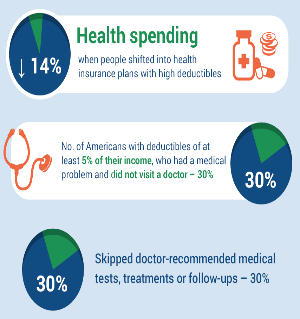 Health spending
↓ 14%
when people shifted into health
insurance plans with high deductibles
$
No. of Americans with deductibles of at
least 5% of their income, who had a medical
problem and did not visit a doctor – 30%
30%
30%
Skipped doctor-recommended medical
tests, treatments or follow-ups – 30%